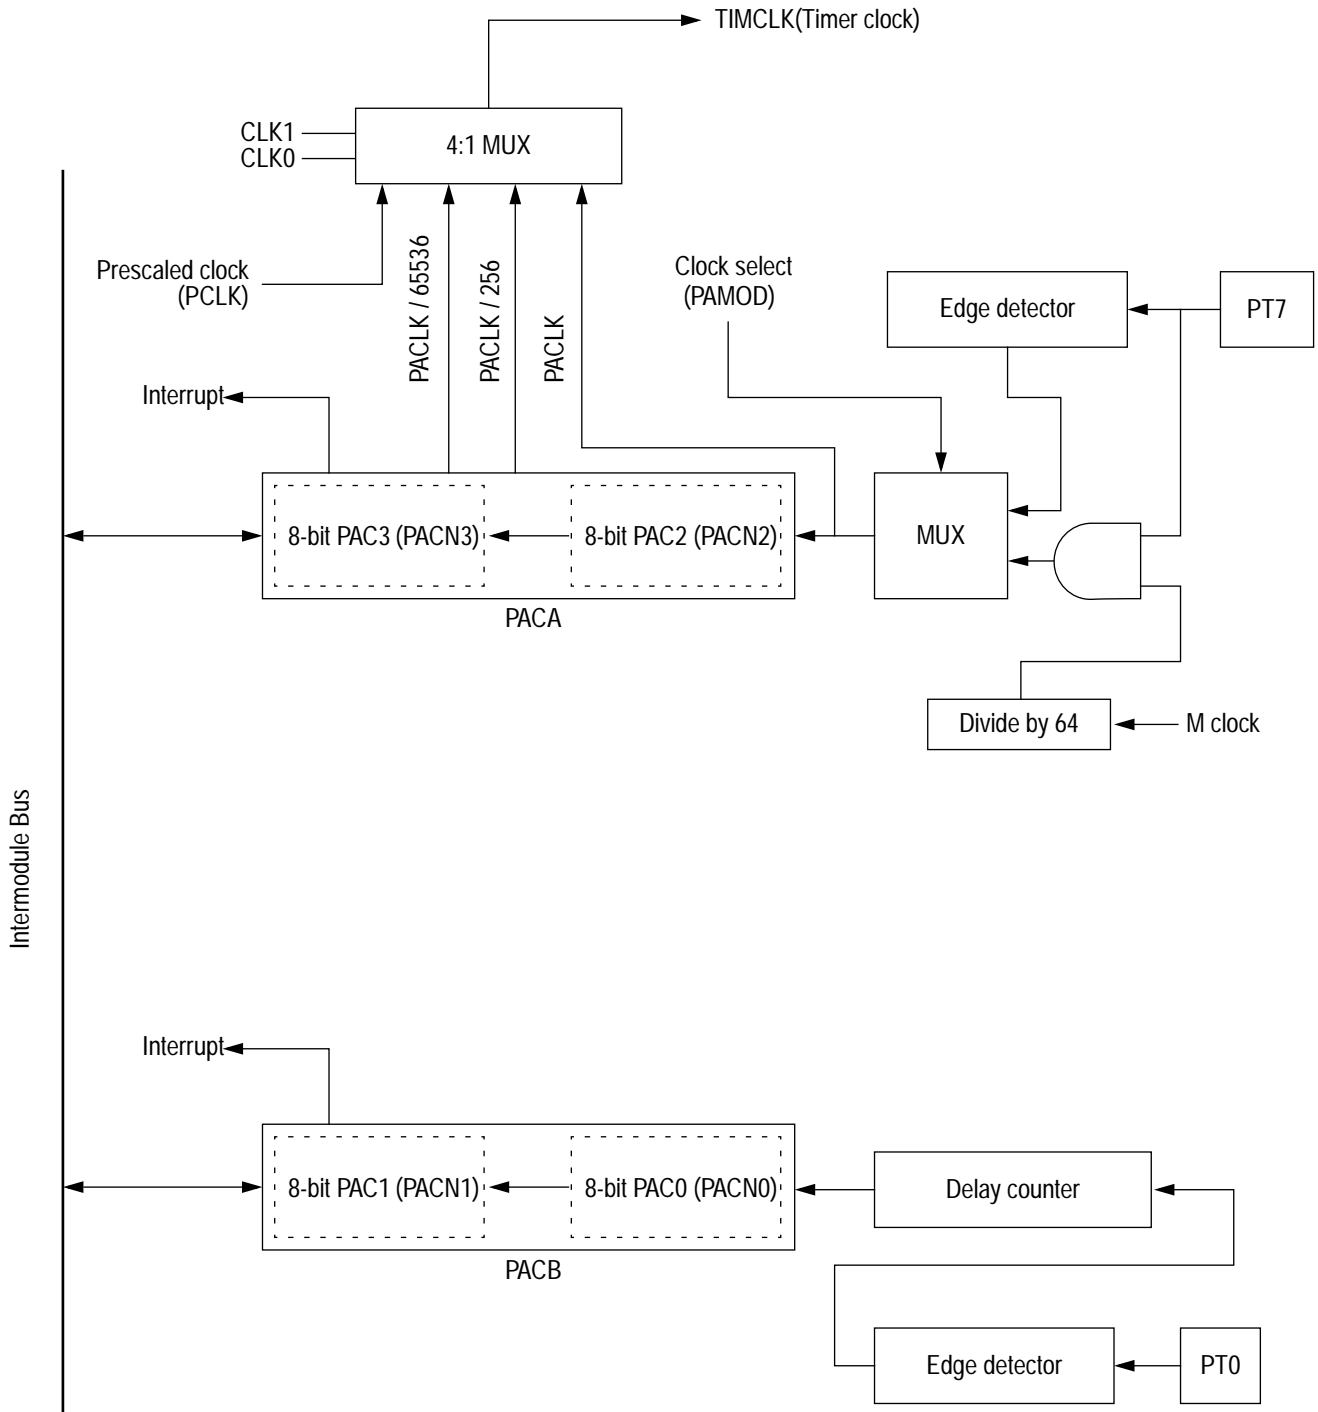 TIMCLK(Timer clock)
CLK1
CLK0
4:1 MUX
Prescaled clock
(PCLK)
PACLK / 65536
PACLK / 256
PACLK
Clock select
(PAMOD)
Edge detector
PT7
Interrupt
8-bit PAC3 (PACN3)
8-bit PAC2 (PACN2)
MUX
PACA
Divide by 64
M clock
Intermodule Bus
Interrupt
8-bit PAC1 (PACN1)
8-bit PAC0 (PACN0)
Delay counter
PACB
Edge detector
PT0